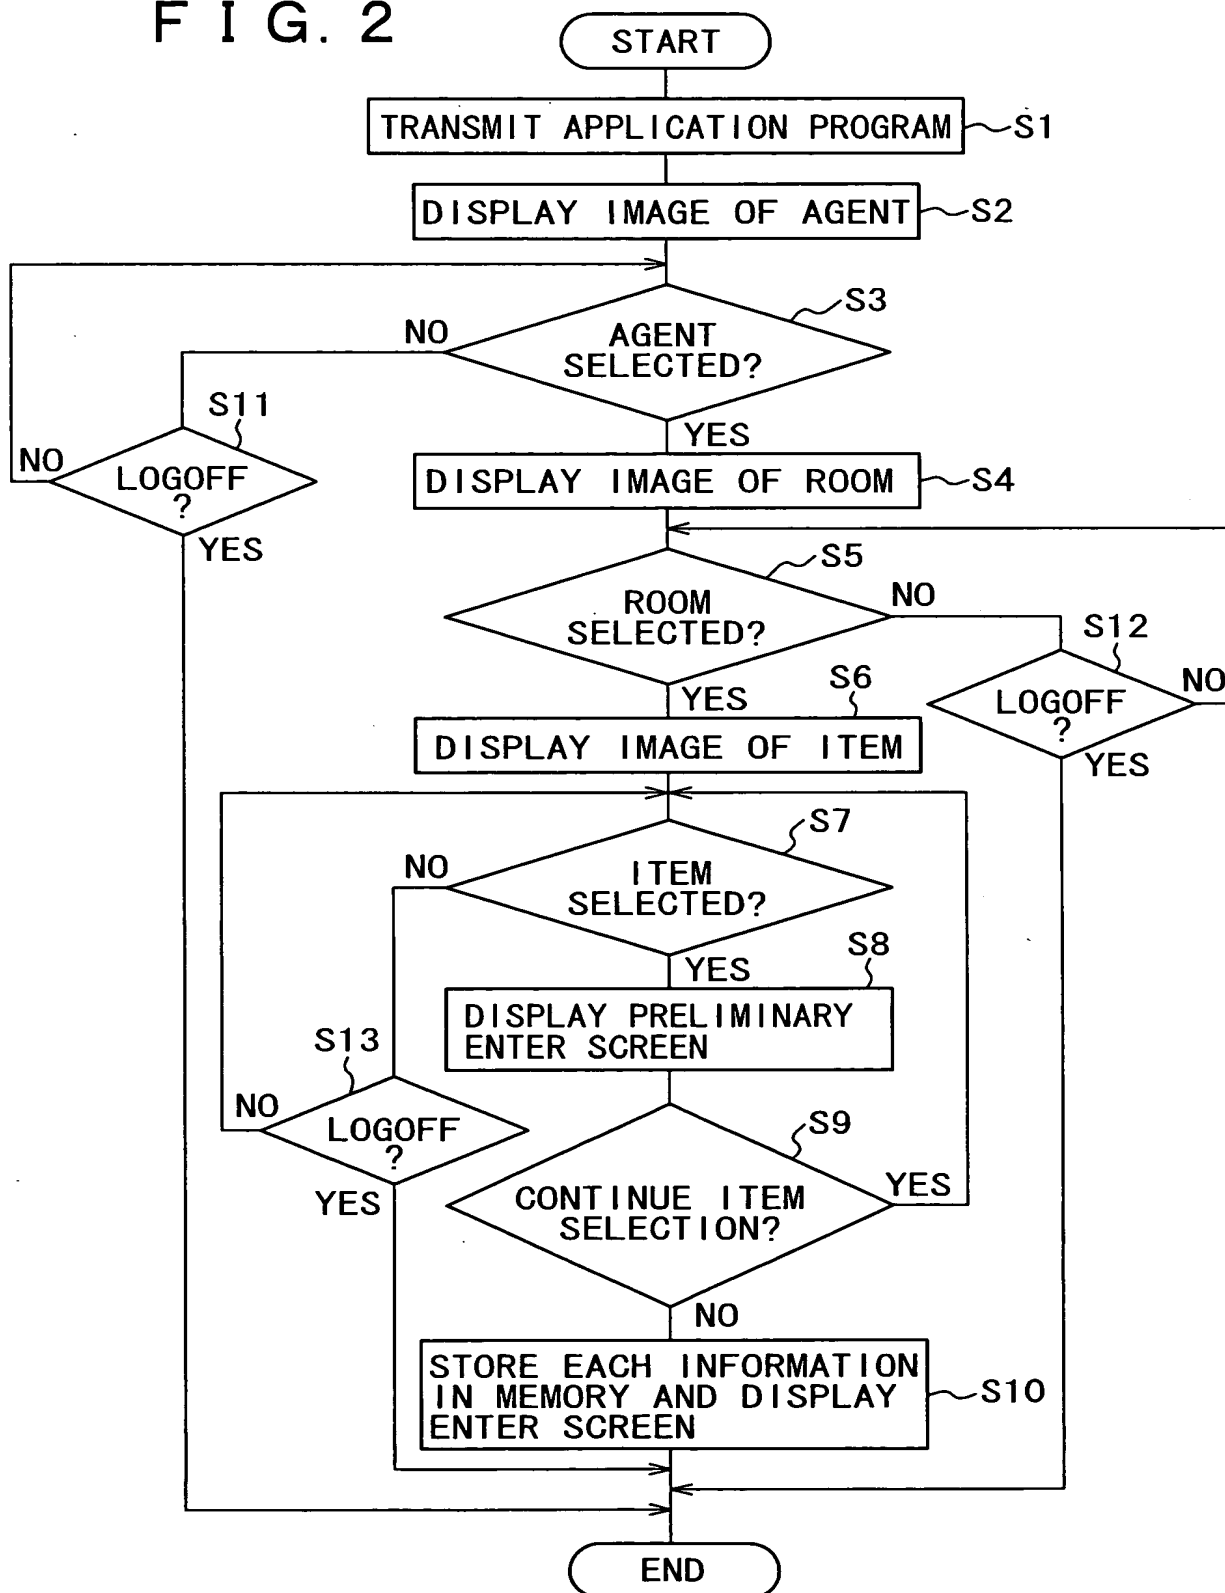 FIG. 2
START
TRANSMIT APPLICATION PROGRAM
S1
DISPLAY IMAGE OF AGENT
S2
S3
NO
AGENT
SELECTED?
S11
YES
NO
LOGOFF
?
DISPLAY IMAGE OF ROOM
S4
YES
S5
ROOM
SELECTED?
NO
S12
S6
YES
LOGOFF
?
NO
DISPLAY IMAGE OF ITEM
YES
S7
NO
ITEM
SELECTED?
S8
YES
DISPLAY PRELIMINARY
ENTER SCREEN
S13
NO
LOGOFF
?
S9
YES
CONTINUE ITEM
SELECTION?
YES
NO
STORE EACH INFORMATION
IN MEMORY AND DISPLAY
ENTER SCREEN
S10
END